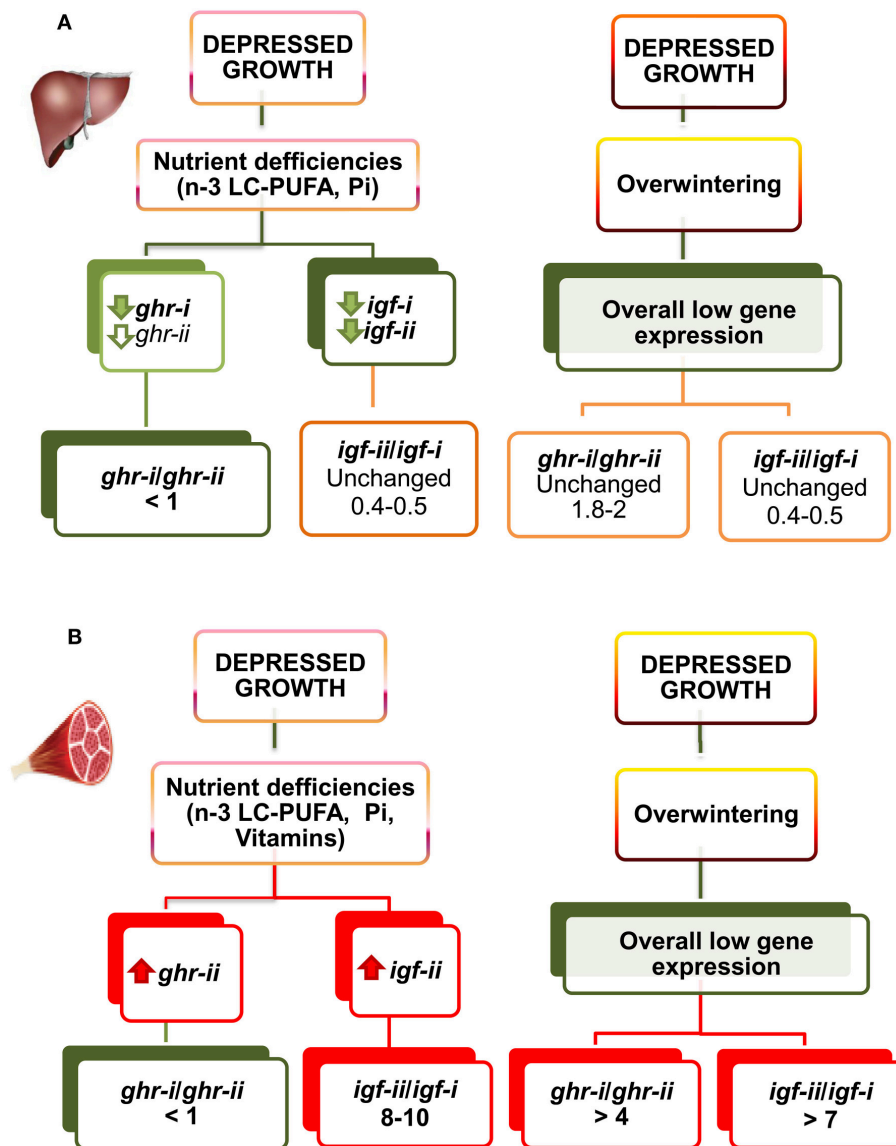 A
DEPRESSED
GROWTH
Nutrient defficiencies
(n-3 LC-PUFA, Pi)
ghr-i
ghr-ii
igf-i
igf-ii
ghr-i/ghr-ii
< 1
igf-ii/igf-i
Unchanged
0.4-0.5
DEPRESSED
GROWTH
Overwintering
Overall low gene
expression
ghr-i/ghr-ii
Unchanged
1.8-2
igf-ii/igf-i
Unchanged
0.4-0.5
B
DEPRESSED
GROWTH
Nutrient defficiencies
(n-3 LC-PUFA, Pi,
Vitamins)
ghr-ii
igf-ii
ghr-i/ghr-ii
< 1
igf-ii/igf-i
8-10
DEPRESSED
GROWTH
Overwintering
Overall low gene
expression
ghr-i/ghr-ii
> 4
igf-ii/igf-i
> 7